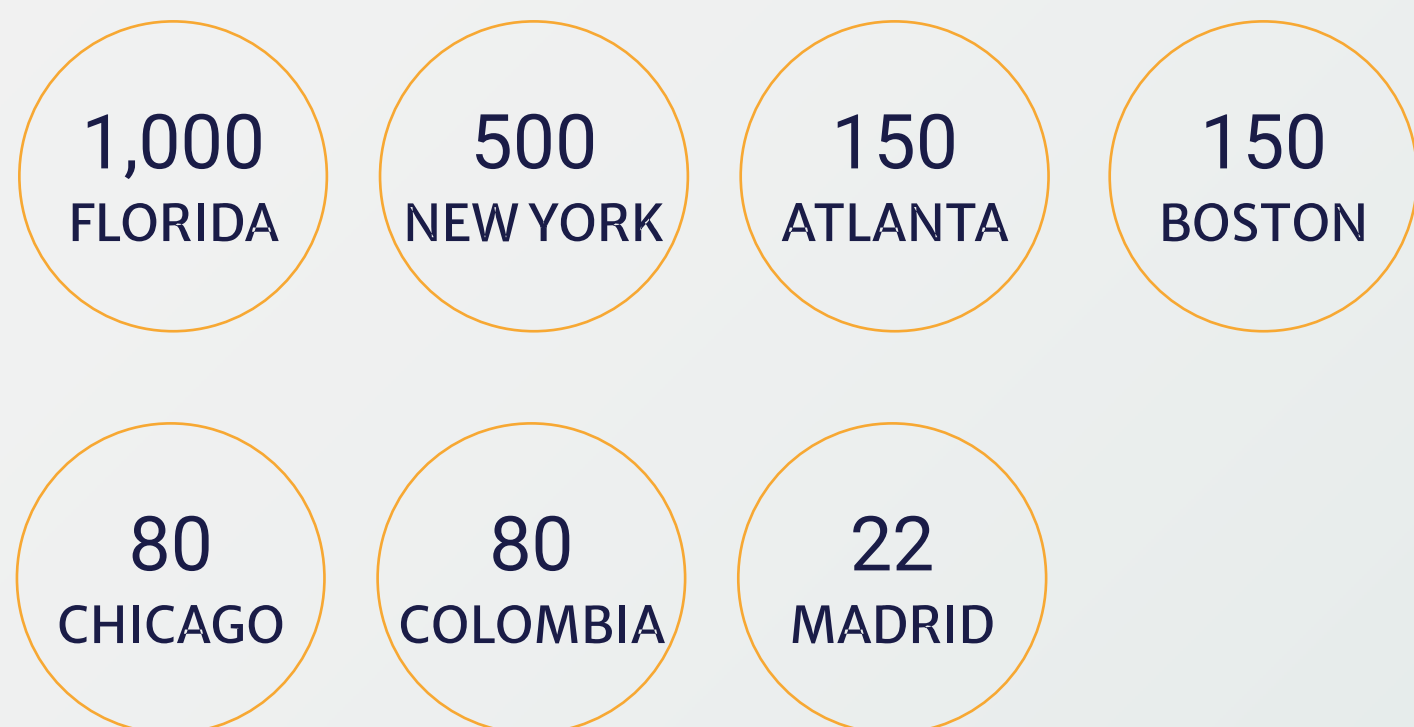 1,000
FLORIDA
500
NEW YORK
150
ATLANTA
150
BOSTON
80
CHICAGO
80
COLOMBIA
22
MADRID